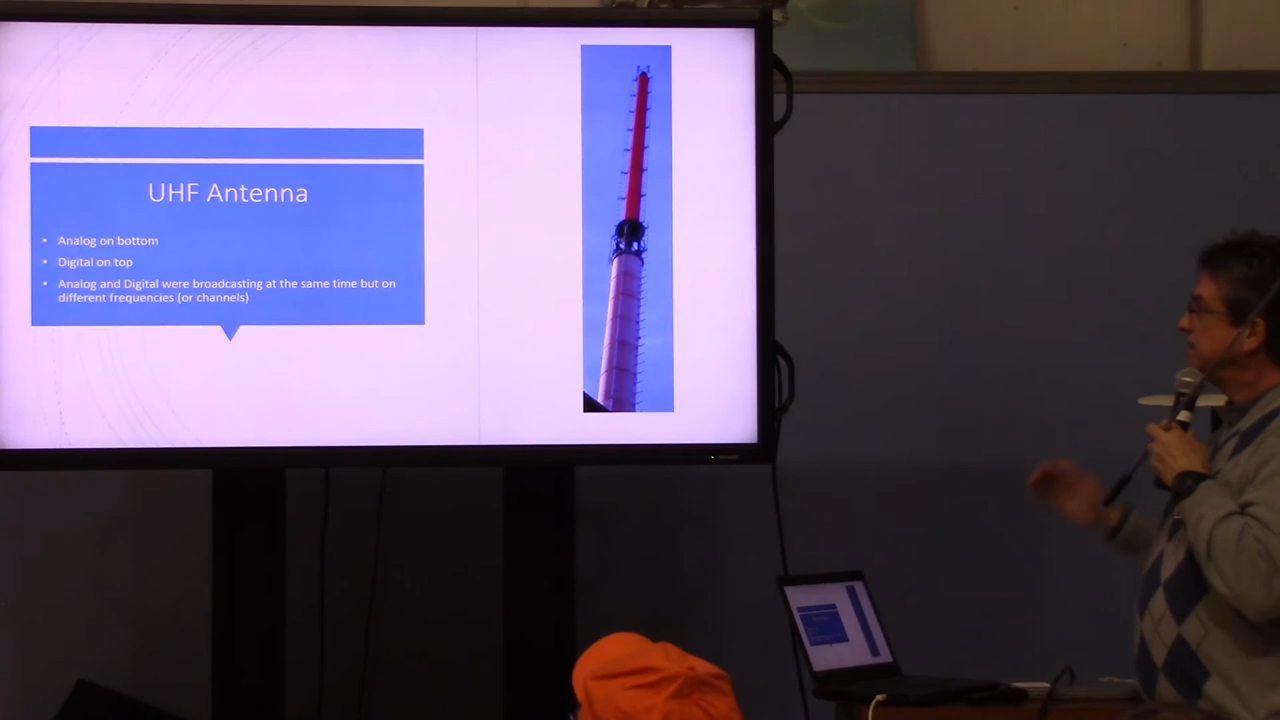 UHF Antenna
▪ Analog on bottom
▪ Digital on top
▪ Analog and Digital were broadcasting at the same time but on
different frequencies (or channels)